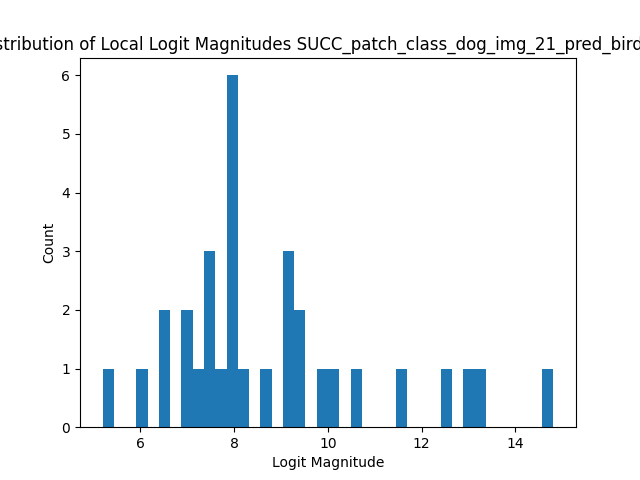 stribution of Local Logit Magnitudes SUCC_patch_class_dog_img_21_pred_bird
6
5
4
3
2
1
0
Count
6 8 10 12 14
Logit Magnitude